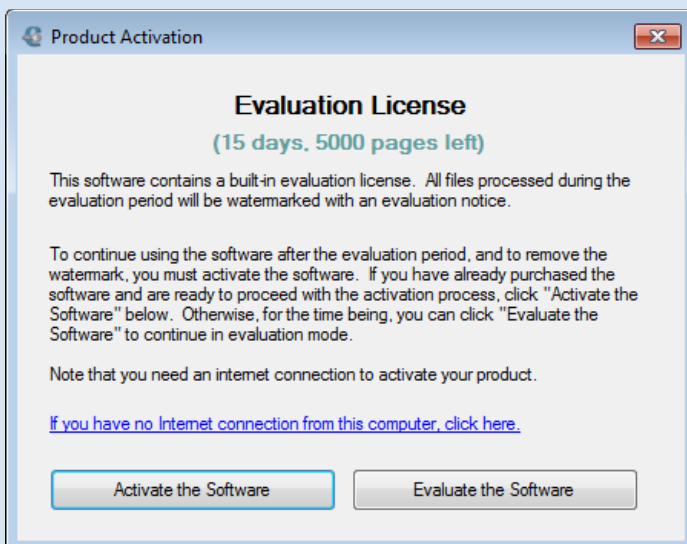 Product Activation
Evaluation License
(15 days, 5000 pages left)
This software contains a built-in evaluation license.  All files processed during the
evaluation period will be watermarked with an evaluation notice.
To continue using the software after the evaluation period, and to remove the
watermark, you must activate the software.  If you have already purchased the
software and are ready to proceed with the activation process, click "Activate the
Software" below.  Otherwise, for the time being, you can click "Evaluate the
Software" to continue in evaluation mode.
Note that you need an internet connection to activate your product.
If you have no Internet connection from this computer, click here.
Activate the Software
Evaluate the Software